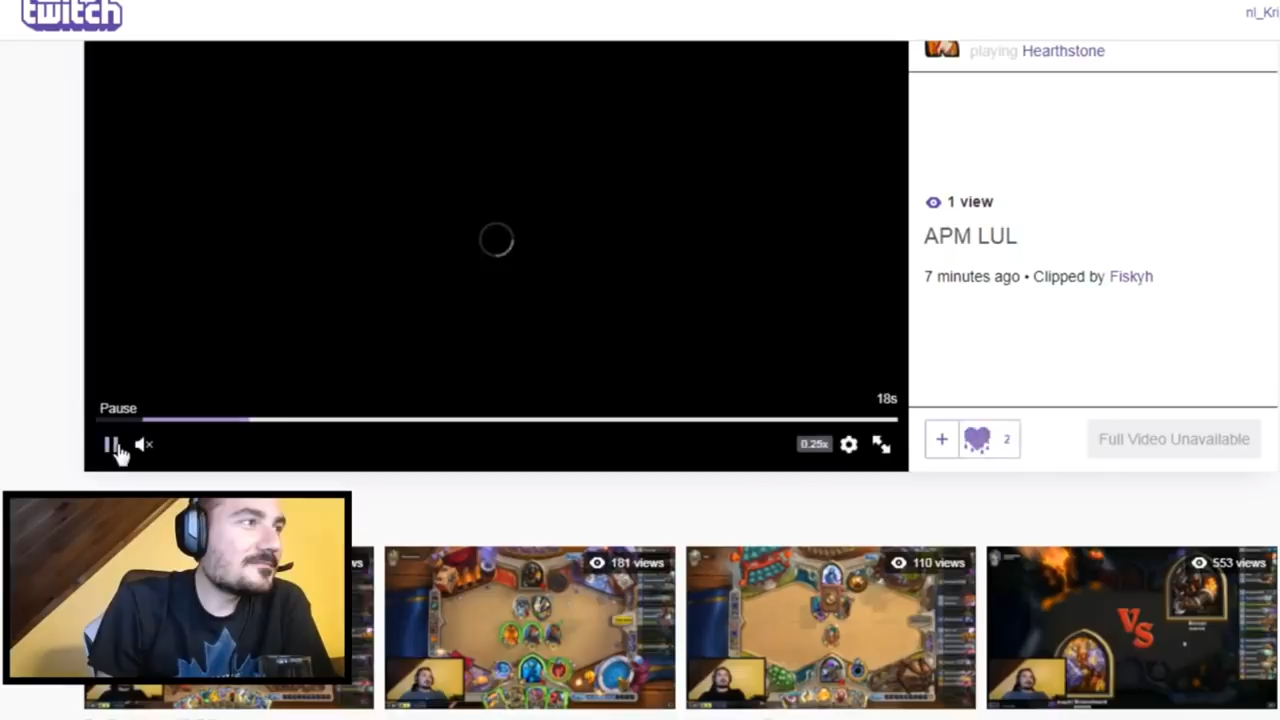 twitch
nl_Kri
playing Hearthstone
1 view
APM LUL
7 minutes ago • Clipped by Fiskyh
Pause
18s
0.25x
2
Full Video Unavailable
ws
181 views
110 views
553 views
VS